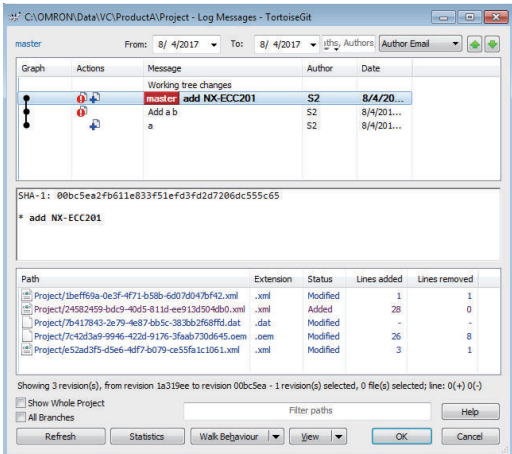 C:\OMRON\Data\VC\ProductA\Project - Log Messages - TortoiseGit
master From: 8/ 4/2017 To: 8/ 4/2017 Authors Author Email
Graph Actions Message Author Date
Working tree changes
master add NX-ECC201 S2 8/4/20...
Add a b S2 8/4/201...
a S2 8/4/201...
SHA-1: 00bc5ea2fb611e833f51efd3fd2d7206dc555c65
* add NX-ECC201
Path Extension Status Lines added Lines removed
Project/1beff69a-0e3f-4f71-b58b-6d07d047bf42.xml .xml Modified 1 1
Project/24582459-bdc9-40d5-811d-ee913d504db0.xml .xml Added 28 0
Project/7b417843-2e79-4e87-bb5c-383bb2f68ffd.dat .dat Modified - -
Project/7c42d3a9-9946-422d-9176-3faab730d645.oem .oem Modified 26 8
Project/e52ad3f5-d5e6-4df7-b079-ce55fa1c1061.xml .xml Modified 3 1
Showing 3 revision(s), from revision 1a319ee to revision 00bc5ea - 1 revision(s) selected, 0 file(s) selected; line: 0(+) 0(-)
Show Whole Project
All Branches
Filter paths
Help
Refresh Statistics Walk Behaviour View OK Cancel